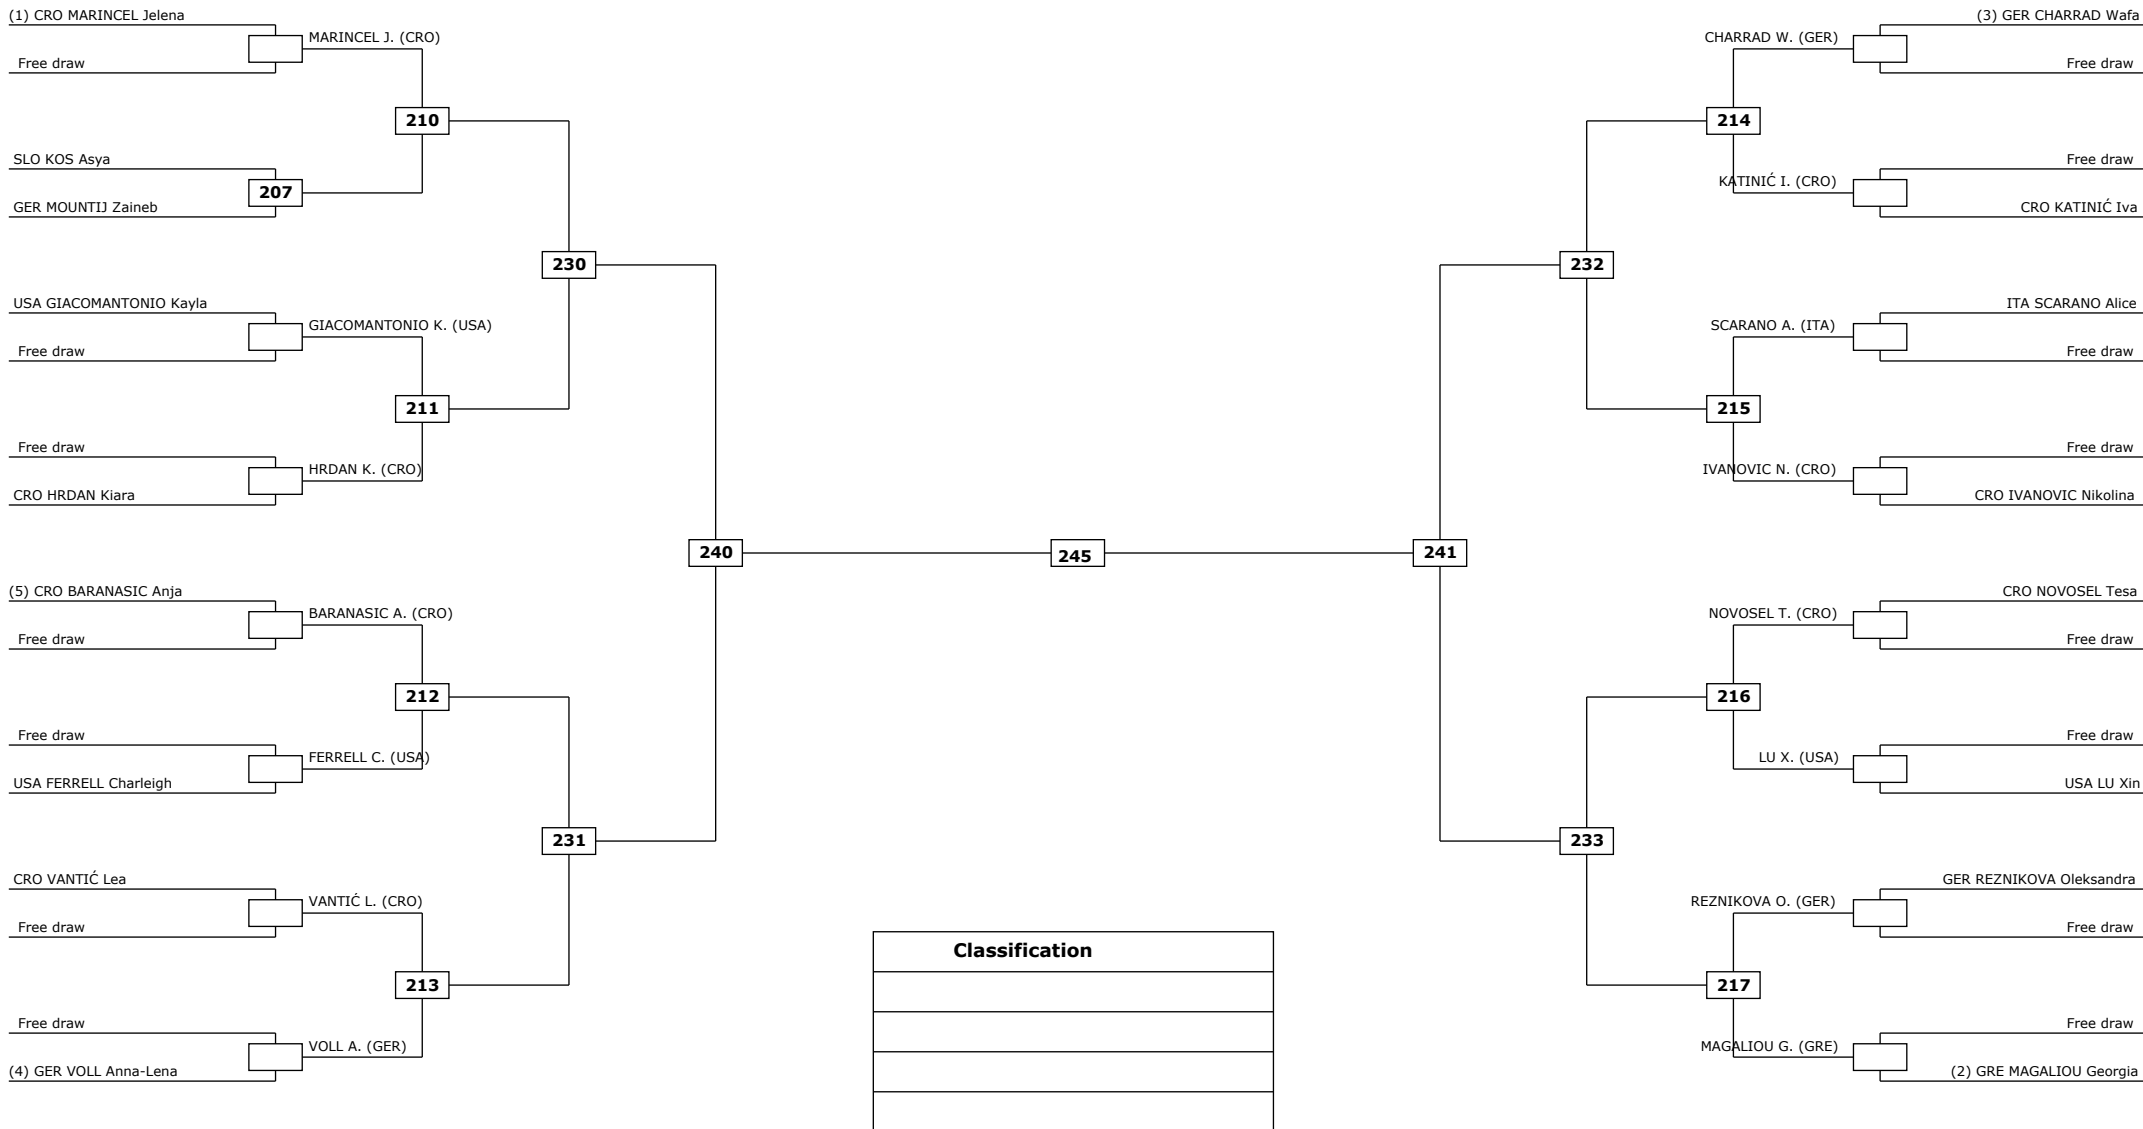 (1) CRO MARINCEL Jelena
MARINCEL J. (CRO)
Free draw
210
SLO KOS Asya
207
GER MOUNTIJ Zaineb
230
USA GIACOMANTONIO Kayla
GIACOMANTONIO K. (USA)
Free draw
211
Free draw
HRDAN K. (CRO)
CRO HRDAN Kiara
240
(5) CRO BARANASIC Anja
BARANASIC A. (CRO)
Free draw
212
Free draw
FERRELL C. (USA)
USA FERRELL Charleigh
231
CRO VANTIĆ Lea
VANTIĆ L. (CRO)
Free draw
213
Free draw
VOLL A. (GER)
(4) GER VOLL Anna-Lena
245
(3) GER CHARRAD Wafa
CHARRAD W. (GER)
Free draw
214
Free draw
KATINIĆ I. (CRO)
CRO KATINIĆ Iva
232
ITA SCARANO Alice
SCARANO A. (ITA)
Free draw
215
Free draw
IVANOVIC N. (CRO)
CRO IVANOVIC Nikolina
241
CRO NOVOSEL Tesa
NOVOSEL T. (CRO)
Free draw
216
Free draw
LU X. (USA)
USA LU Xin
233
GER REZNIKOVA Oleksandra
REZNIKOVA O. (GER)
Free draw
217
Free draw
MAGALIOU G. (GRE)
(2) GRE MAGALIOU Georgia
Classification